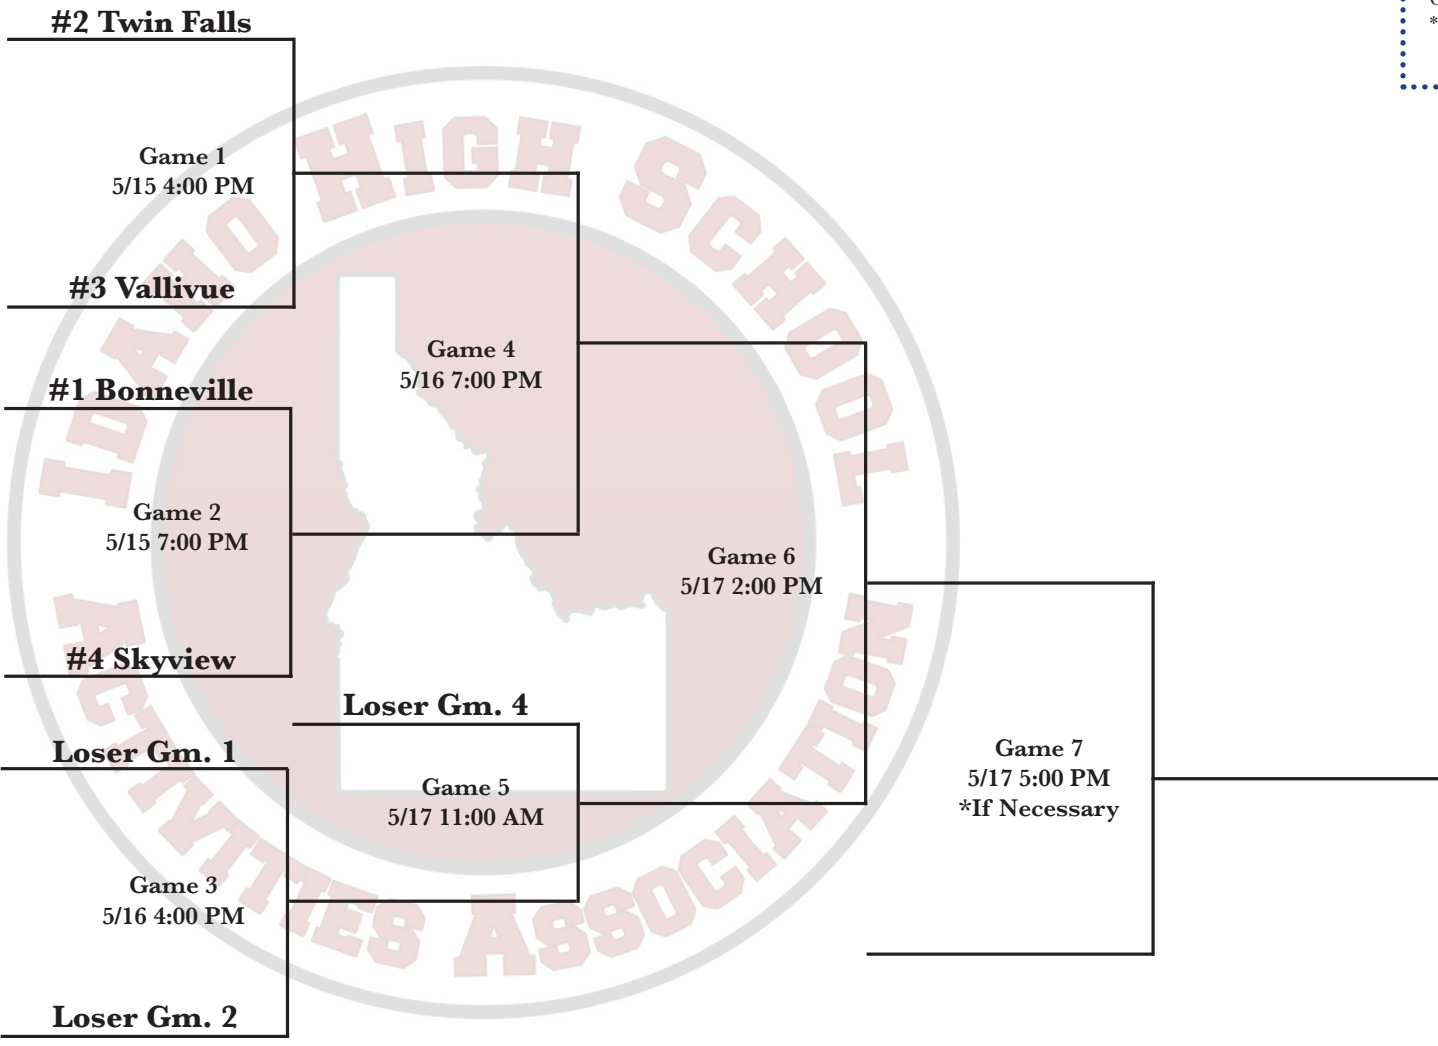 #2 Twin Falls
Game 1
5/15 4:00 PM
#3 Vallivue
Game 4
5/16 7:00 PM
#1 Bonneville
Game 2
5/15 7:00 PM
Game 6
5/17 2:00 PM
#4 Skyview
Loser Gm. 4
Loser Gm. 1
Game 5
5/17 11:00 AM
Game 7
5/17 5:00 PM
*If Necessary
Game 3
5/16 4:00 PM
Loser Gm. 2
IDAHO HIGH SCHOOL
ACTIVITIES ASSOCIATION